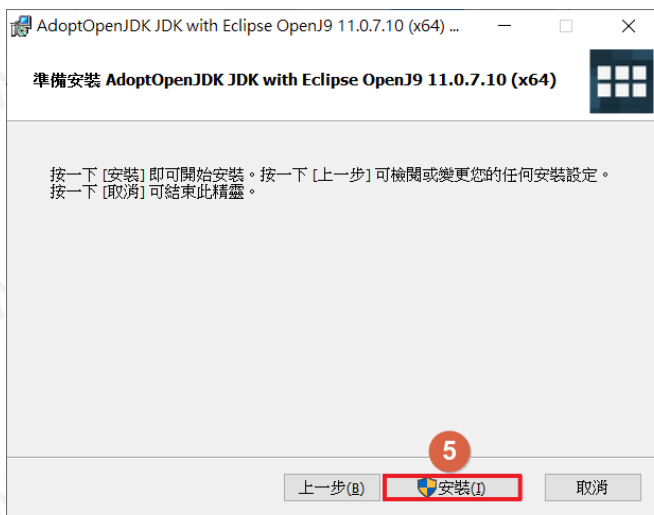 AdoptOpenJDK JDK with Eclipse OpenJ9 11.0.7.10 (x64) ...
準備安裝 AdoptOpenJDK JDK with Eclipse OpenJ9 11.0.7.10 (x64)
按一下 [安裝] 即可開始安裝。按一下 [上一步] 可檢閱或變更您的任何安裝設定。
按一下 [取消] 可結束此精靈。
5
上一步(B) 安裝(I) 取消